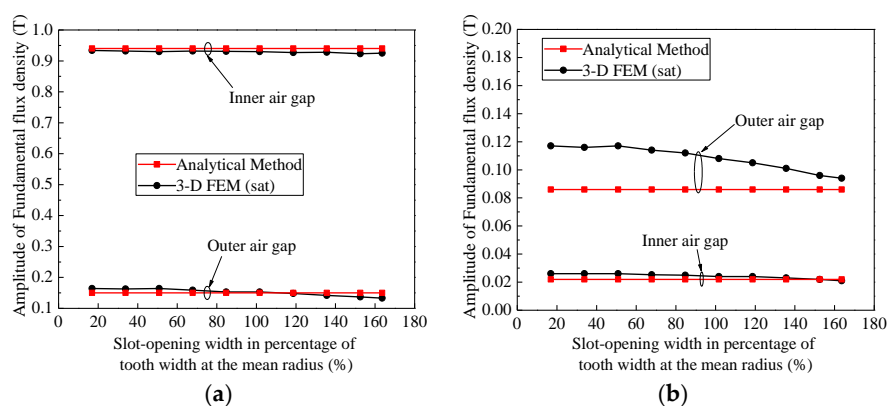 Amplitude of Fundamental flux density (T)
1.0
0.9
0.8
0.7
0.6
0.5
0.4
0.3
0.2
0.1
Inner air gap
Analytical Method
3-D FEM (sat)
Outer air gap
0 20 40 60 80 100 120 140 160 180
Slot-opening width in percentage of
tooth width at the mean radius (%)
(a)
Amplitude of Fundamental flux density (T)
0.20
0.18
0.16
0.14
0.12
0.10
0.08
0.06
0.04
0.02
0.00
Analytical Method
3-D FEM (sat)
Outer air gap
Inner air gap
0 20 40 60 80 100 120 140 160 180
Slot-opening width in percentage of
tooth width at the mean radius (%)
(b)